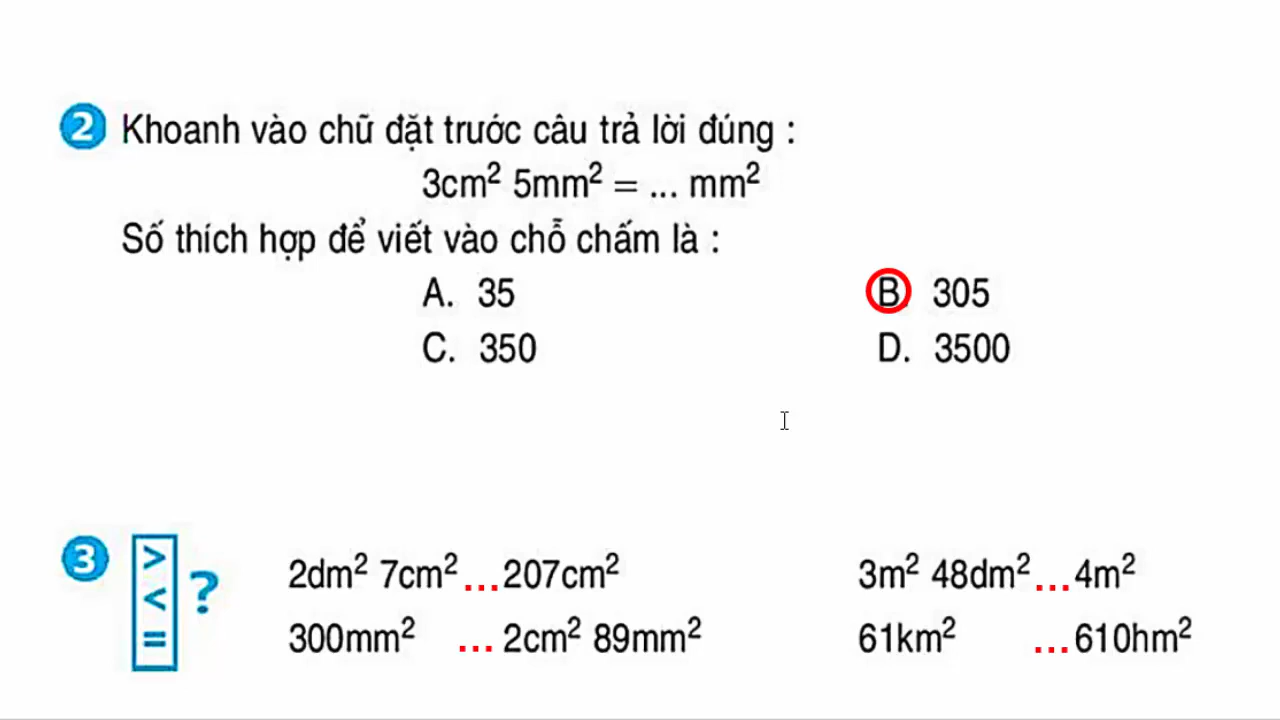 2 Khoanh vào chữ đặt trước câu trả lời đúng :
3cm² 5mm² = ... mm²
Số thích hợp để viết vào chỗ chấm là :
A. 35 B. 305
C. 350 D. 3500
3 > < = ?
2dm² 7cm² ... 207cm² 3m² 48dm² ... 4m²
300mm² ... 2cm² 89mm² 61km² ... 610hm²